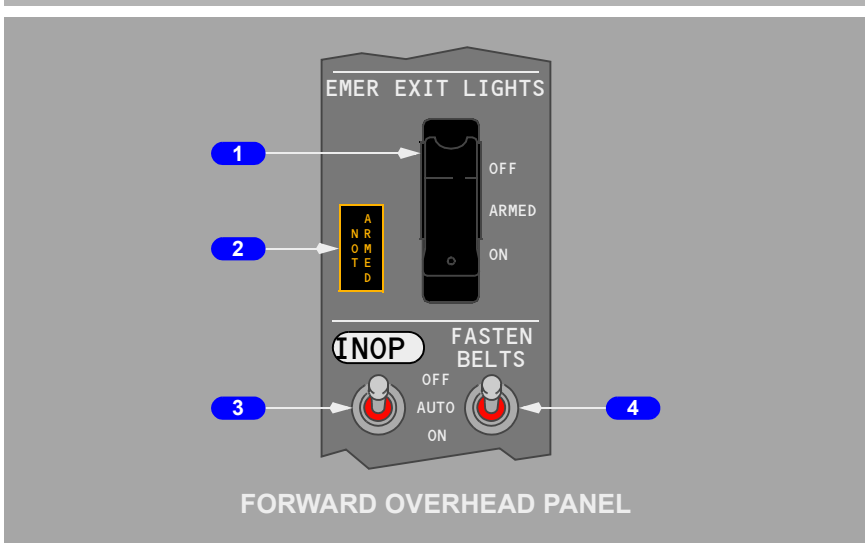 EMER EXIT LIGHTS
1
OFF
ARMED
2
NOT
ARMED
ON
INOP
FASTEN
BELTS
OFF
3
AUTO
4
ON
FORWARD OVERHEAD PANEL